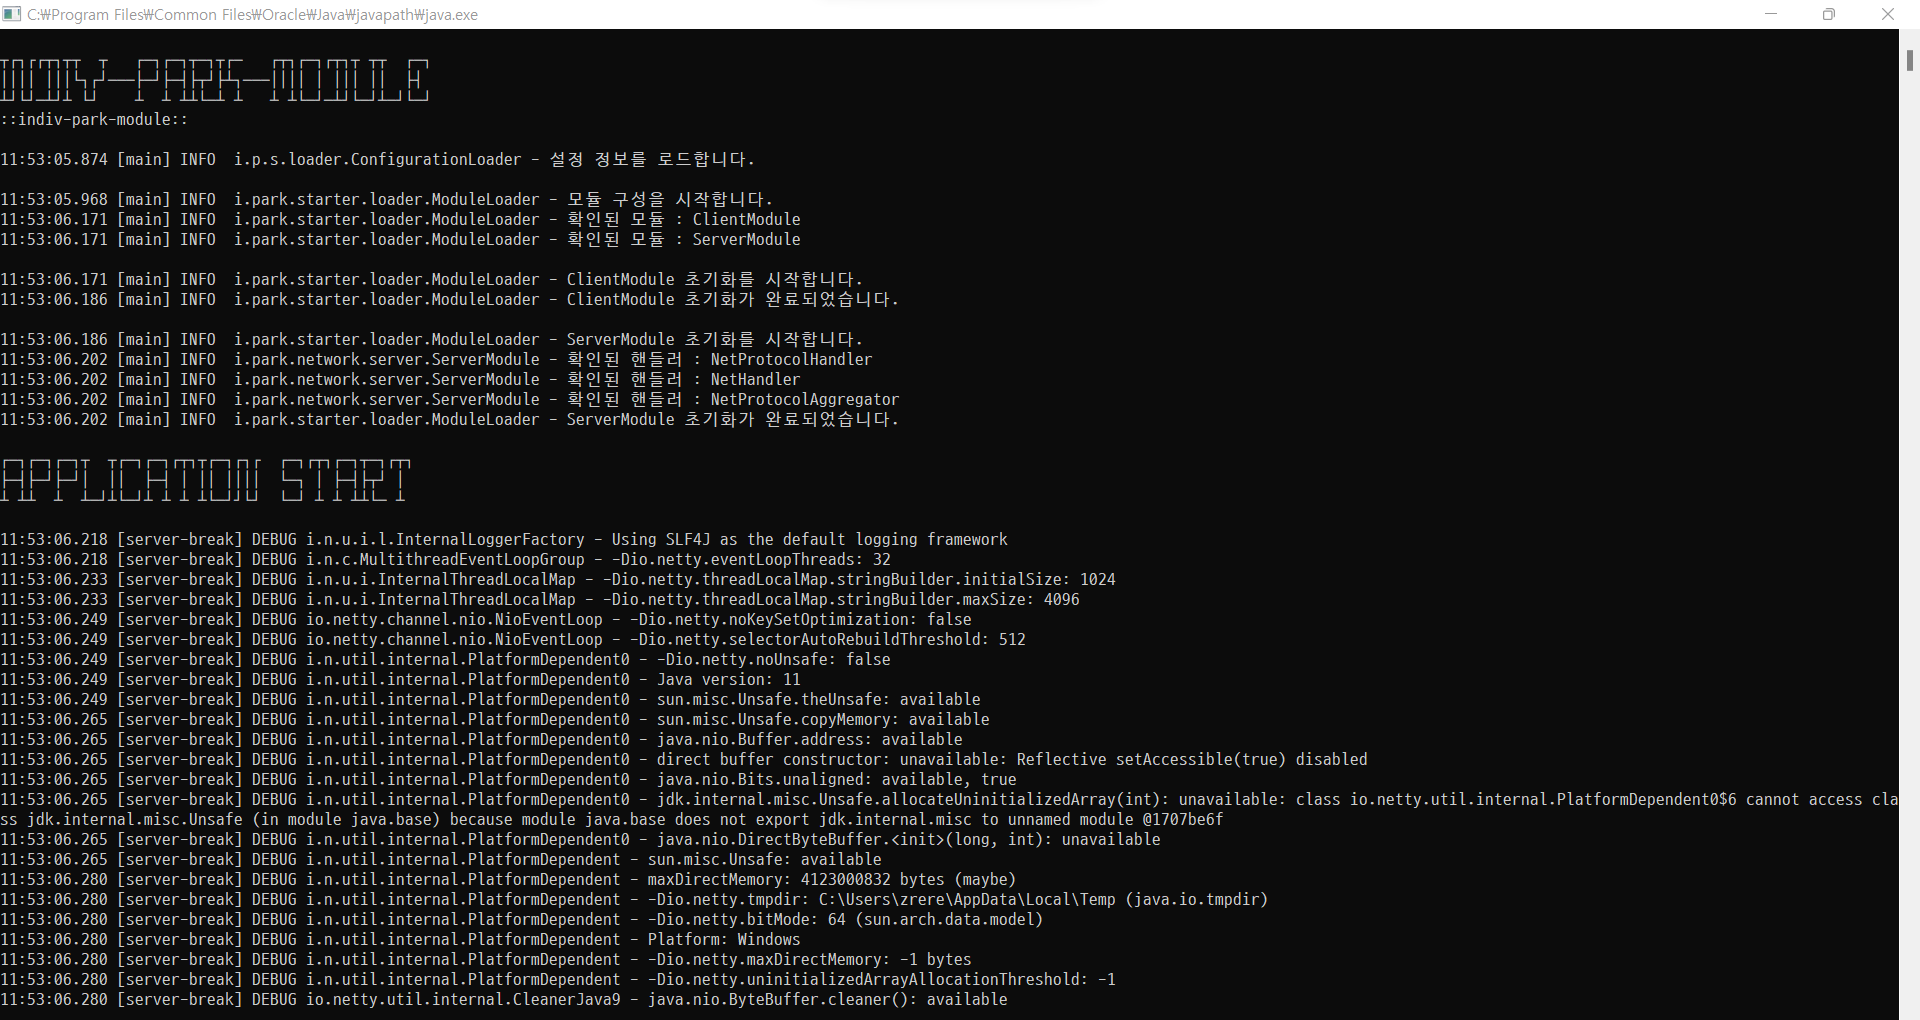 C:₩Program Files₩Common Files₩Oracle₩Java₩javapath₩java.exe
INDIV-PARK-MODULE
::indiv-park-module::
11:53:05.874 [main] INFO  i.p.s.loader.ConfigurationLoader - 설정 정보를 로드합니다.
11:53:05.968 [main] INFO  i.park.starter.loader.ModuleLoader - 모듈 구성을 시작합니다.
11:53:06.171 [main] INFO  i.park.starter.loader.ModuleLoader - 확인된 모듈 : ClientModule
11:53:06.171 [main] INFO  i.park.starter.loader.ModuleLoader - 확인된 모듈 : ServerModule
11:53:06.171 [main] INFO  i.park.starter.loader.ModuleLoader - ClientModule 초기화를 시작합니다.
11:53:06.186 [main] INFO  i.park.starter.loader.ModuleLoader - ClientModule 초기화가 완료되었습니다.
11:53:06.186 [main] INFO  i.park.starter.loader.ModuleLoader - ServerModule 초기화를 시작합니다.
11:53:06.202 [main] INFO  i.park.network.server.ServerModule - 확인된 핸들러 : NetProtocolHandler
11:53:06.202 [main] INFO  i.park.network.server.ServerModule - 확인된 핸들러 : NetHandler
11:53:06.202 [main] INFO  i.park.network.server.ServerModule - 확인된 핸들러 : NetProtocolAggregator
11:53:06.202 [main] INFO  i.park.starter.loader.ModuleLoader - ServerModule 초기화가 완료되었습니다.
APPLICATION START
11:53:06.218 [server-break] DEBUG i.n.u.i.l.InternalLoggerFactory - Using SLF4J as the default logging framework
11:53:06.218 [server-break] DEBUG i.n.c.MultithreadEventLoopGroup - -Dio.netty.eventLoopThreads: 32
11:53:06.233 [server-break] DEBUG i.n.u.i.InternalThreadLocalMap - -Dio.netty.threadLocalMap.stringBuilder.initialSize: 1024
11:53:06.233 [server-break] DEBUG i.n.u.i.InternalThreadLocalMap - -Dio.netty.threadLocalMap.stringBuilder.maxSize: 4096
11:53:06.249 [server-break] DEBUG io.netty.channel.nio.NioEventLoop - -Dio.netty.noKeySetOptimization: false
11:53:06.249 [server-break] DEBUG io.netty.channel.nio.NioEventLoop - -Dio.netty.selectorAutoRebuildThreshold: 512
11:53:06.249 [server-break] DEBUG i.n.util.internal.PlatformDependent0 - -Dio.netty.noUnsafe: false
11:53:06.249 [server-break] DEBUG i.n.util.internal.PlatformDependent0 - Java version: 11
11:53:06.249 [server-break] DEBUG i.n.util.internal.PlatformDependent0 - sun.misc.Unsafe.theUnsafe: available
11:53:06.265 [server-break] DEBUG i.n.util.internal.PlatformDependent0 - sun.misc.Unsafe.copyMemory: available
11:53:06.265 [server-break] DEBUG i.n.util.internal.PlatformDependent0 - java.nio.Buffer.address: available
11:53:06.265 [server-break] DEBUG i.n.util.internal.PlatformDependent0 - direct buffer constructor: unavailable: Reflective setAccessible(true) disabled
11:53:06.265 [server-break] DEBUG i.n.util.internal.PlatformDependent0 - java.nio.Bits.unaligned: available, true
11:53:06.265 [server-break] DEBUG i.n.util.internal.PlatformDependent0 - jdk.internal.misc.Unsafe.allocateUninitializedArray(int): unavailable: class io.netty.util.internal.PlatformDependent0$6 cannot access cla
ss jdk.internal.misc.Unsafe (in module java.base) because module java.base does not export jdk.internal.misc to unnamed module @1707be6f
11:53:06.265 [server-break] DEBUG i.n.util.internal.PlatformDependent0 - java.nio.DirectByteBuffer.<init>(long, int): unavailable
11:53:06.265 [server-break] DEBUG i.n.util.internal.PlatformDependent - sun.misc.Unsafe: available
11:53:06.280 [server-break] DEBUG i.n.util.internal.PlatformDependent - maxDirectMemory: 4123000832 bytes (maybe)
11:53:06.280 [server-break] DEBUG i.n.util.internal.PlatformDependent - -Dio.netty.tmpdir: C:\Users\zrere\AppData\Local\Temp (java.io.tmpdir)
11:53:06.280 [server-break] DEBUG i.n.util.internal.PlatformDependent - -Dio.netty.bitMode: 64 (sun.arch.data.model)
11:53:06.280 [server-break] DEBUG i.n.util.internal.PlatformDependent - Platform: Windows
11:53:06.280 [server-break] DEBUG i.n.util.internal.PlatformDependent - -Dio.netty.maxDirectMemory: -1 bytes
11:53:06.280 [server-break] DEBUG i.n.util.internal.PlatformDependent - -Dio.netty.uninitializedArrayAllocationThreshold: -1
11:53:06.280 [server-break] DEBUG io.netty.util.internal.CleanerJava9 - java.nio.ByteBuffer.cleaner(): available